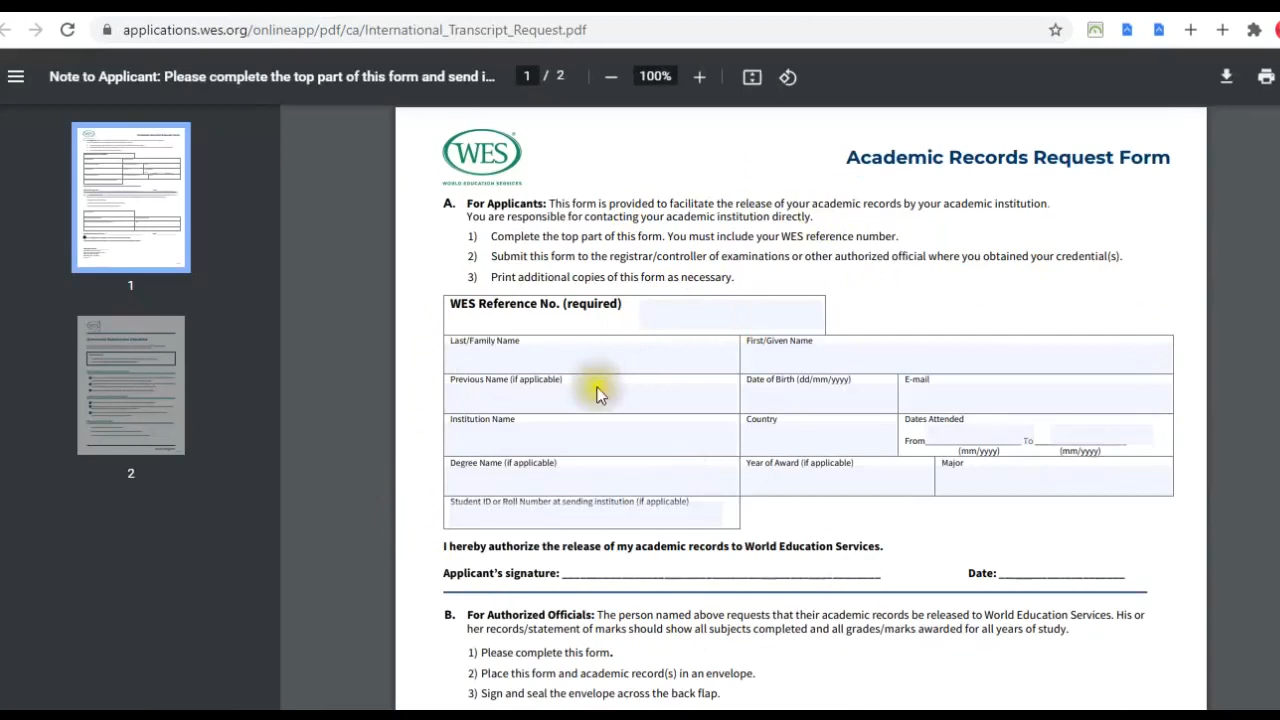 applications.wes.org/onlineapp/pdf/ca/International_Transcript_Request.pdf
Note to Applicant: Please complete the top part of this form and send i...
1 / 2
100%
WES
WORLD EDUCATION SERVICES
Academic Records Request Form
A. For Applicants: This form is provided to facilitate the release of your academic records by your academic institution.
You are responsible for contacting your academic institution directly.
1) Complete the top part of this form. You must include your WES reference number.
2) Submit this form to the registrar/controller of examinations or other authorized official where you obtained your credential(s).
3) Print additional copies of this form as necessary.
WES Reference No. (required)
Last/Family Name
First/Given Name
Previous Name (if applicable)
Date of Birth (dd/mm/yyyy)
E-mail
Institution Name
Country
Dates Attended
From____________________ To ___________________
(mm/yyyy) (mm/yyyy)
Degree Name (if applicable)
Year of Award (if applicable)
Major
Student ID or Roll Number at sending institution (if applicable)
I hereby authorize the release of my academic records to World Education Services.
Applicant's signature: ________________________________________________ Date: ___________________
B. For Authorized Officials: The person named above requests that their academic records be released to World Education Services. His or
her records/statement of marks should show all subjects completed and all grades/marks awarded for all years of study.
1) Please complete this form.
2) Place this form and academic record(s) in an envelope.
3) Sign and seal the envelope across the back flap.
1
2